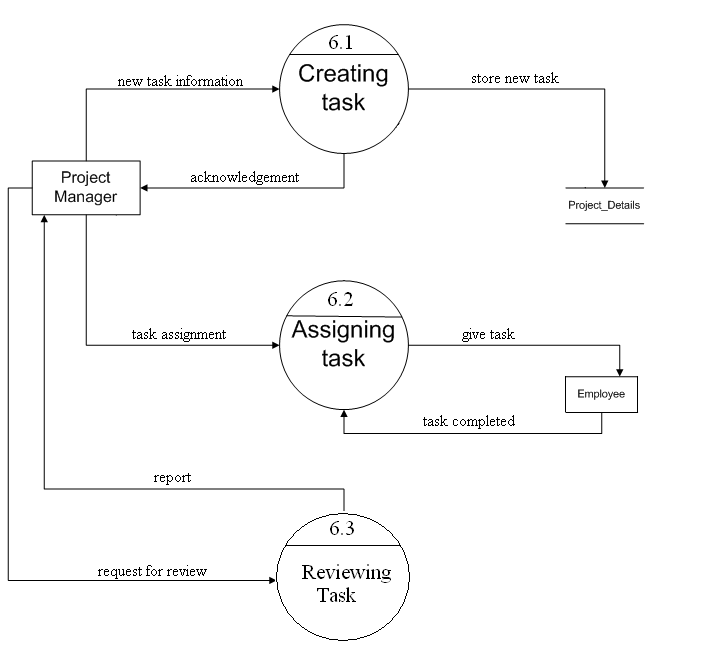 6.1
Creating
task
new task information
store new task
acknowledgement
Project
Manager
Project_Details
6.2
Assigning
task
task assignment
give task
Employee
task completed
report
6.3
Reviewing
Task
request for review